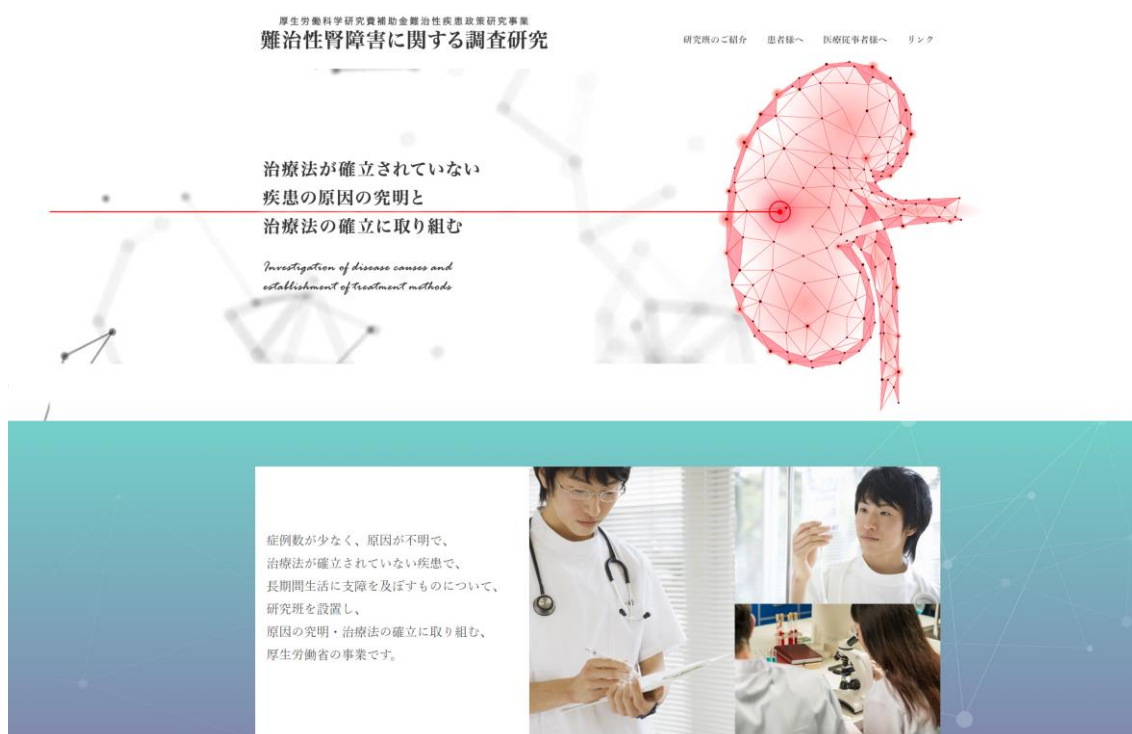 厚生労働科学研究費補助金難治性疾患政策研究事業
難治性腎障害に関する調査研究
研究班のご紹介 患者様へ 医療従事者様へ リンク
治療法が確立されていない
疾患の原因の究明と
治療法の確立に取り組む
Investigation of disease causes and
establishment of treatment methods
症例数が少なく、原因が不明で、
治療法が確立されていない疾患で、
長期間生活に支障を及ぼすものについて、
研究班を設置し、
原因の究明・治療法の確立に取り組む、
厚生労働省の事業です。